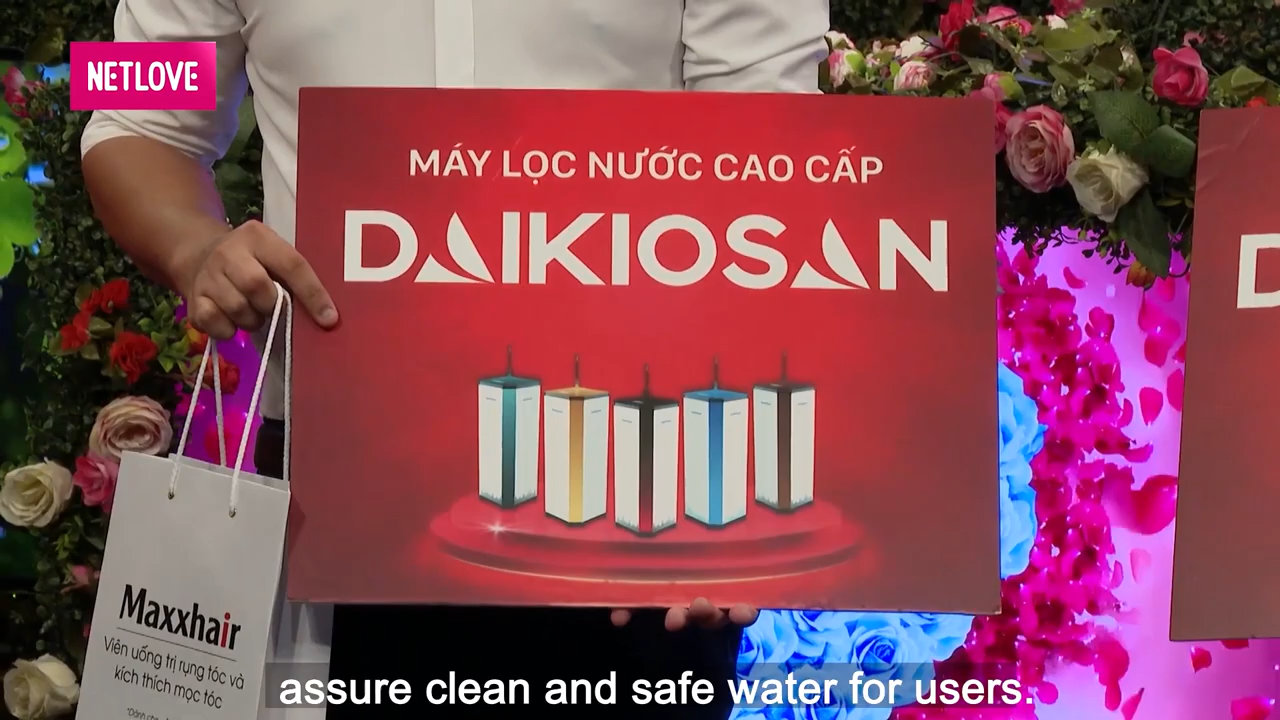 NETLOVE
MÁY LỌC NƯỚC CAO CẤP
DAIKIOSAN
D
Maxxhair
Viên uống trị rụng tóc và
kích thích mọc tóc
assure clean and safe water for users.